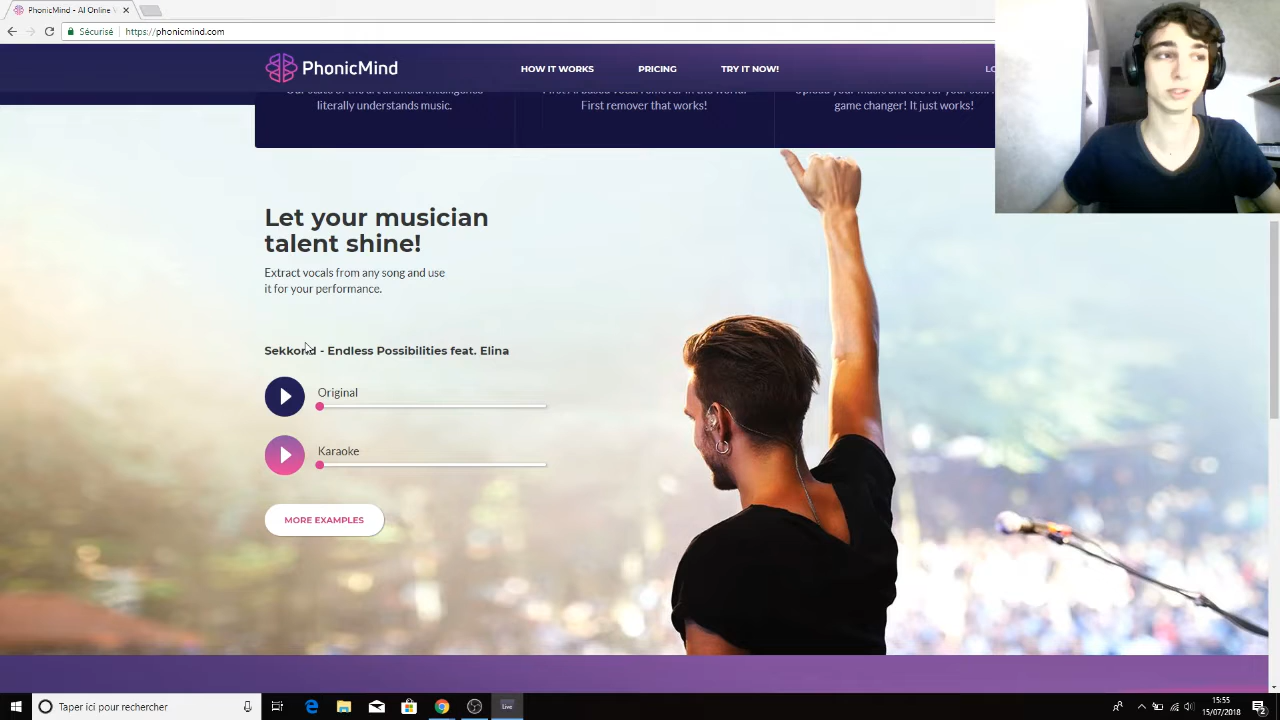 PhonicMind - AI Online V
Sécurisé
https://phonicmind.com
PhonicMind
HOW IT WORKS
PRICING
TRY IT NOW!
LO
literally understands music.
First remover that works!
game changer! It just works!
Let your musician
talent shine!
Extract vocals from any song and use
it for your performance.
Sekkord - Endless Possibilities feat. Elina
Original
Karaoke
MORE EXAMPLES
Taper ici pour rechercher
Live
15:55
15/07/2018
2